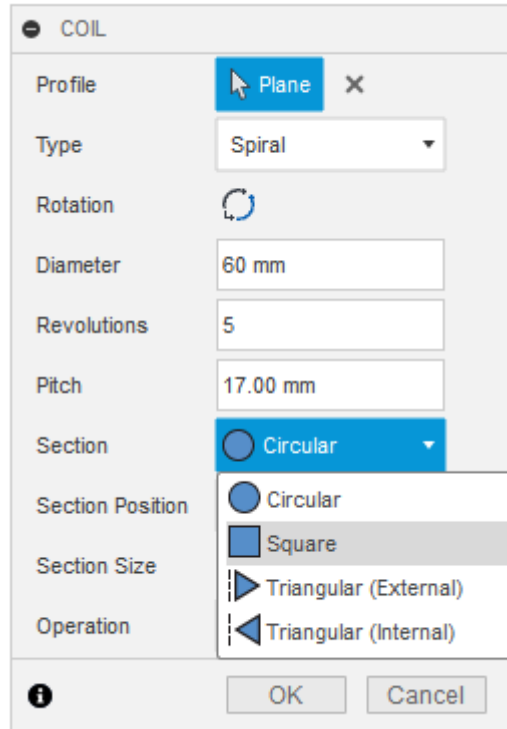 COIL
Profile Plane
Type Spiral
Rotation
Diameter 60 mm
Revolutions 5
Pitch 17.00 mm
Section Circular
Section Position Circular
Square
Section Size Triangular (External)
Operation Triangular (Internal)
OK Cancel